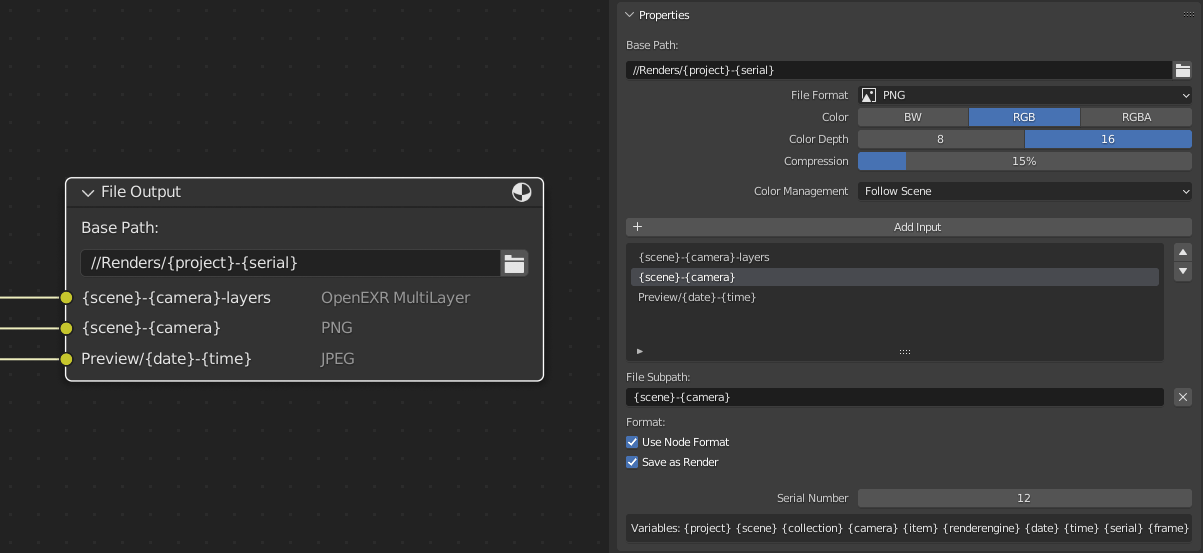 File Output
Base Path:
//Renders/{project}-{serial}
{scene}-{camera}-layers OpenEXR MultiLayer
{scene}-{camera} PNG
Preview/{date}-{time} JPEG
Properties
Base Path:
//Renders/{project}-{serial}
File Format PNG
Color BW RGB RGBA
Color Depth 8 16
Compression 15%
Color Management Follow Scene
+ Add Input
{scene}-{camera}-layers
{scene}-{camera}
Preview/{date}-{time}
File Subpath:
{scene}-{camera}
Format:
Use Node Format
Save as Render
Serial Number 12
Variables: {project} {scene} {collection} {camera} {item} {renderengine} {date} {time} {serial} {frame}